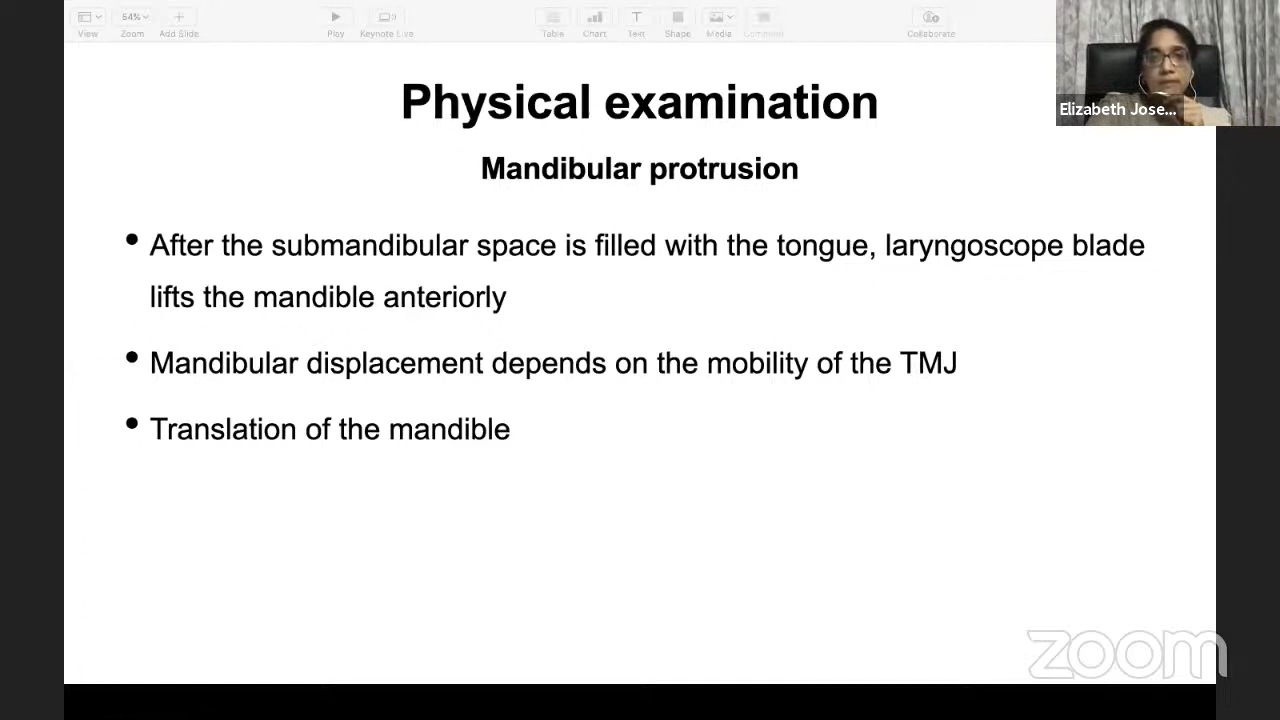 54%
View
Zoom
Add Slide
Play
Keynote Live
Table
Chart
Text
Shape
Media
Comment
Collaborate
Elizabeth Jose...
Physical examination
Mandibular protrusion
• After the submandibular space is filled with the tongue, laryngoscope blade
lifts the mandible anteriorly
• Mandibular displacement depends on the mobility of the TMJ
• Translation of the mandible
zoom